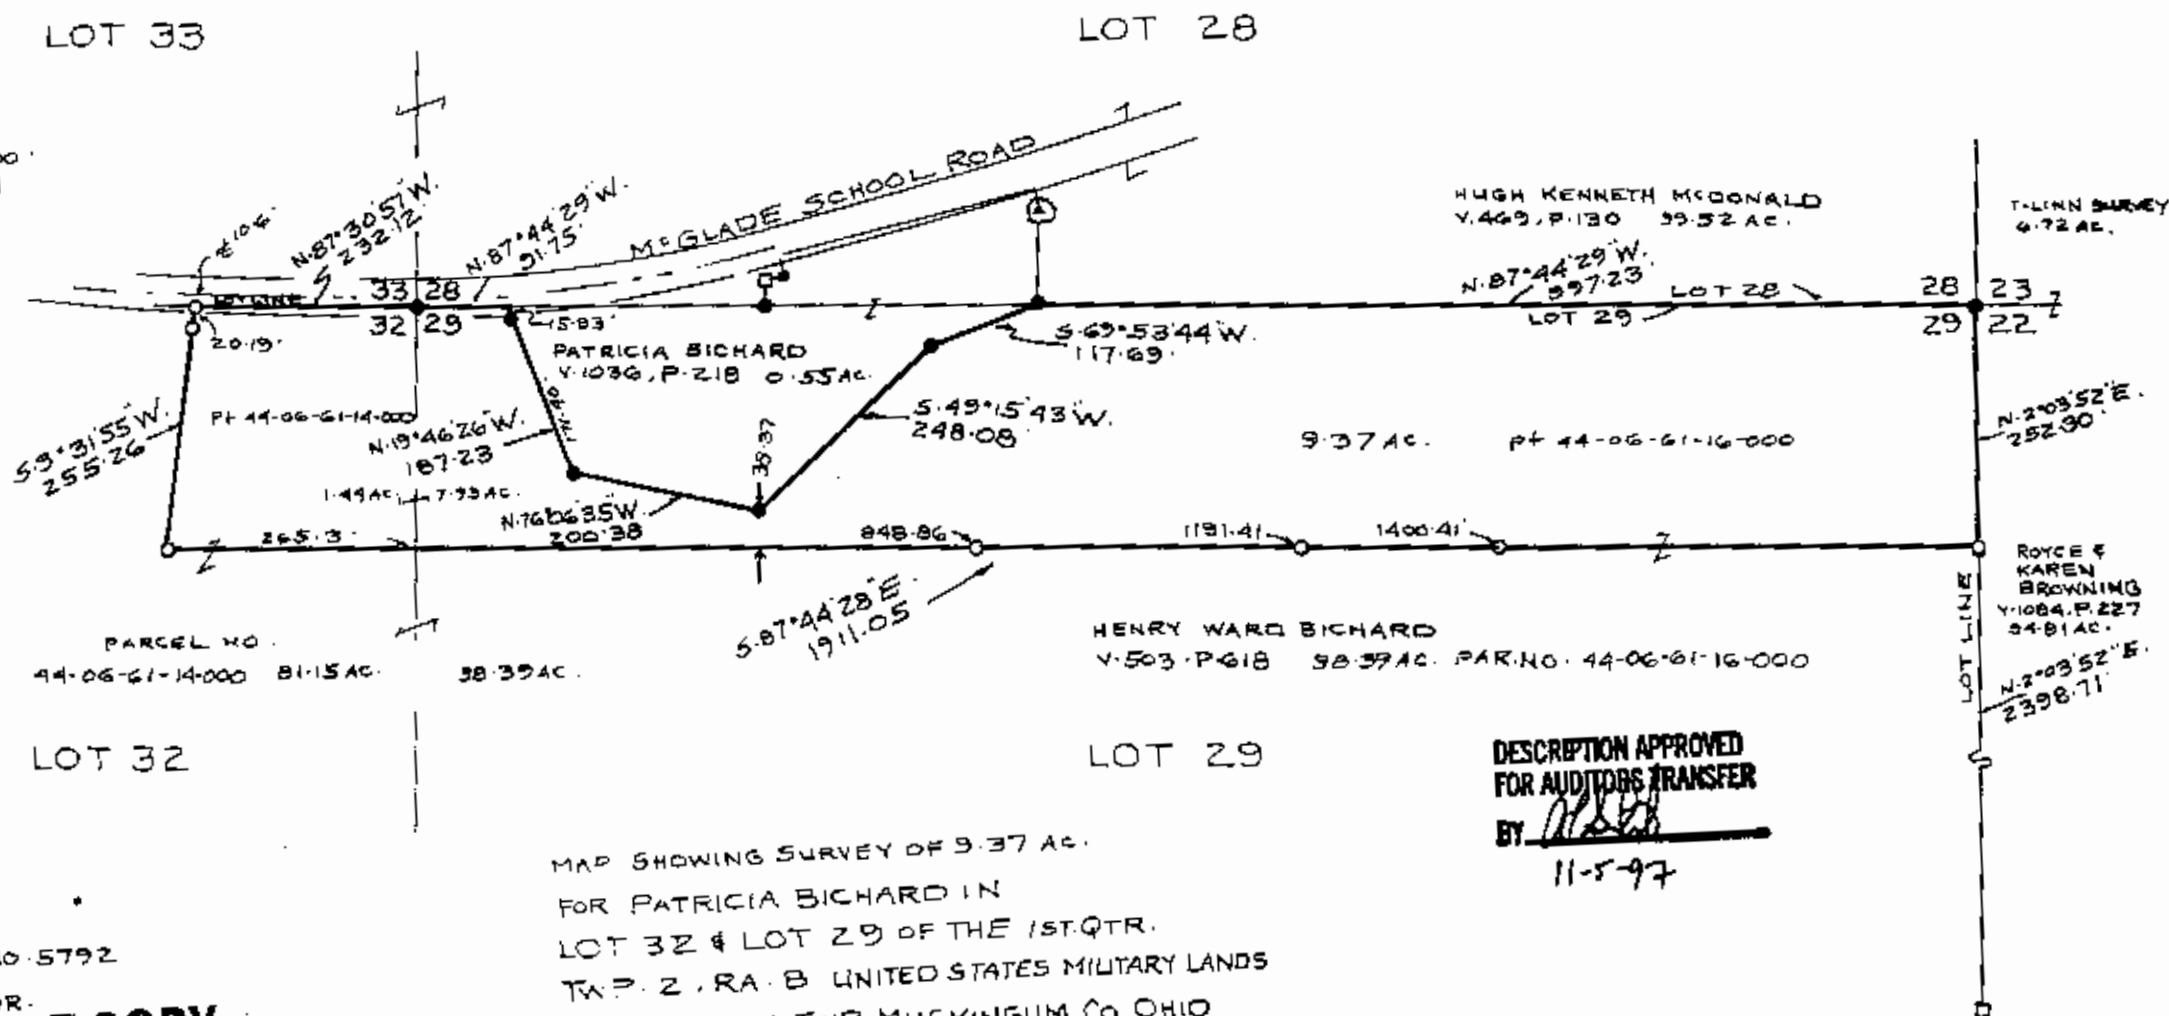 LOT 33
LOT 28
N.87°30'57"W.
232.12'
N.87°44'29"W.
91.75'
McGLADE SCHOOL ROAD
HUGH KENNETH McDONALD
V.469, P.130 99.52 AC.
T-LINN SURVEY
N.87°44'29"W.
997.23
LOT 28
LOT 29
33 28
32 29
28 23
29 22
20.19'
15.83'
PATRICIA BICHARD
V.1036, P.218 0.55 AC.
S.69°53'44"W.
117.69'
Pt 44-06-61-14-000
S.9°31'55"W.
255.26
N.19°46'26"W.
187.23
S.49°15'43"W.
248.08
N.2°03'52"E.
252.90'
9.37 AC. Pt 44-06-61-16-000
38.37
1.44 AC. 7.93 AC.
N.76°06'35"W
200.38
265.3'
848.86
1191.41
1400.41'
S.87°44'28"E.
1911.05
ROYCE &
KAREN
BROWNING
V.1084, P.227
94.81 AC.
LOT LINE
N.2°03'52"E.
2398.71'
PARCEL NO.
44-06-61-14-000 81.15 AC. 98.39 AC.
HENRY WARD BICHARD
V.503. P.618 98.39 AC. PAR. NO. 44-06-61-16-000
LOT 32
LOT 29
DESCRIPTION APPROVED
FOR AUDITORS TRANSFER
BY
11-5-97
MAP SHOWING SURVEY OF 9.37 AC.
FOR PATRICIA BICHARD IN
LOT 32 & LOT 29 OF THE 1ST. QTR.
TWP. 2, RA. 8 UNITED STATES MILITARY LANDS
MUSKINGUM CO. OHIO
O.5792
R.
COPY